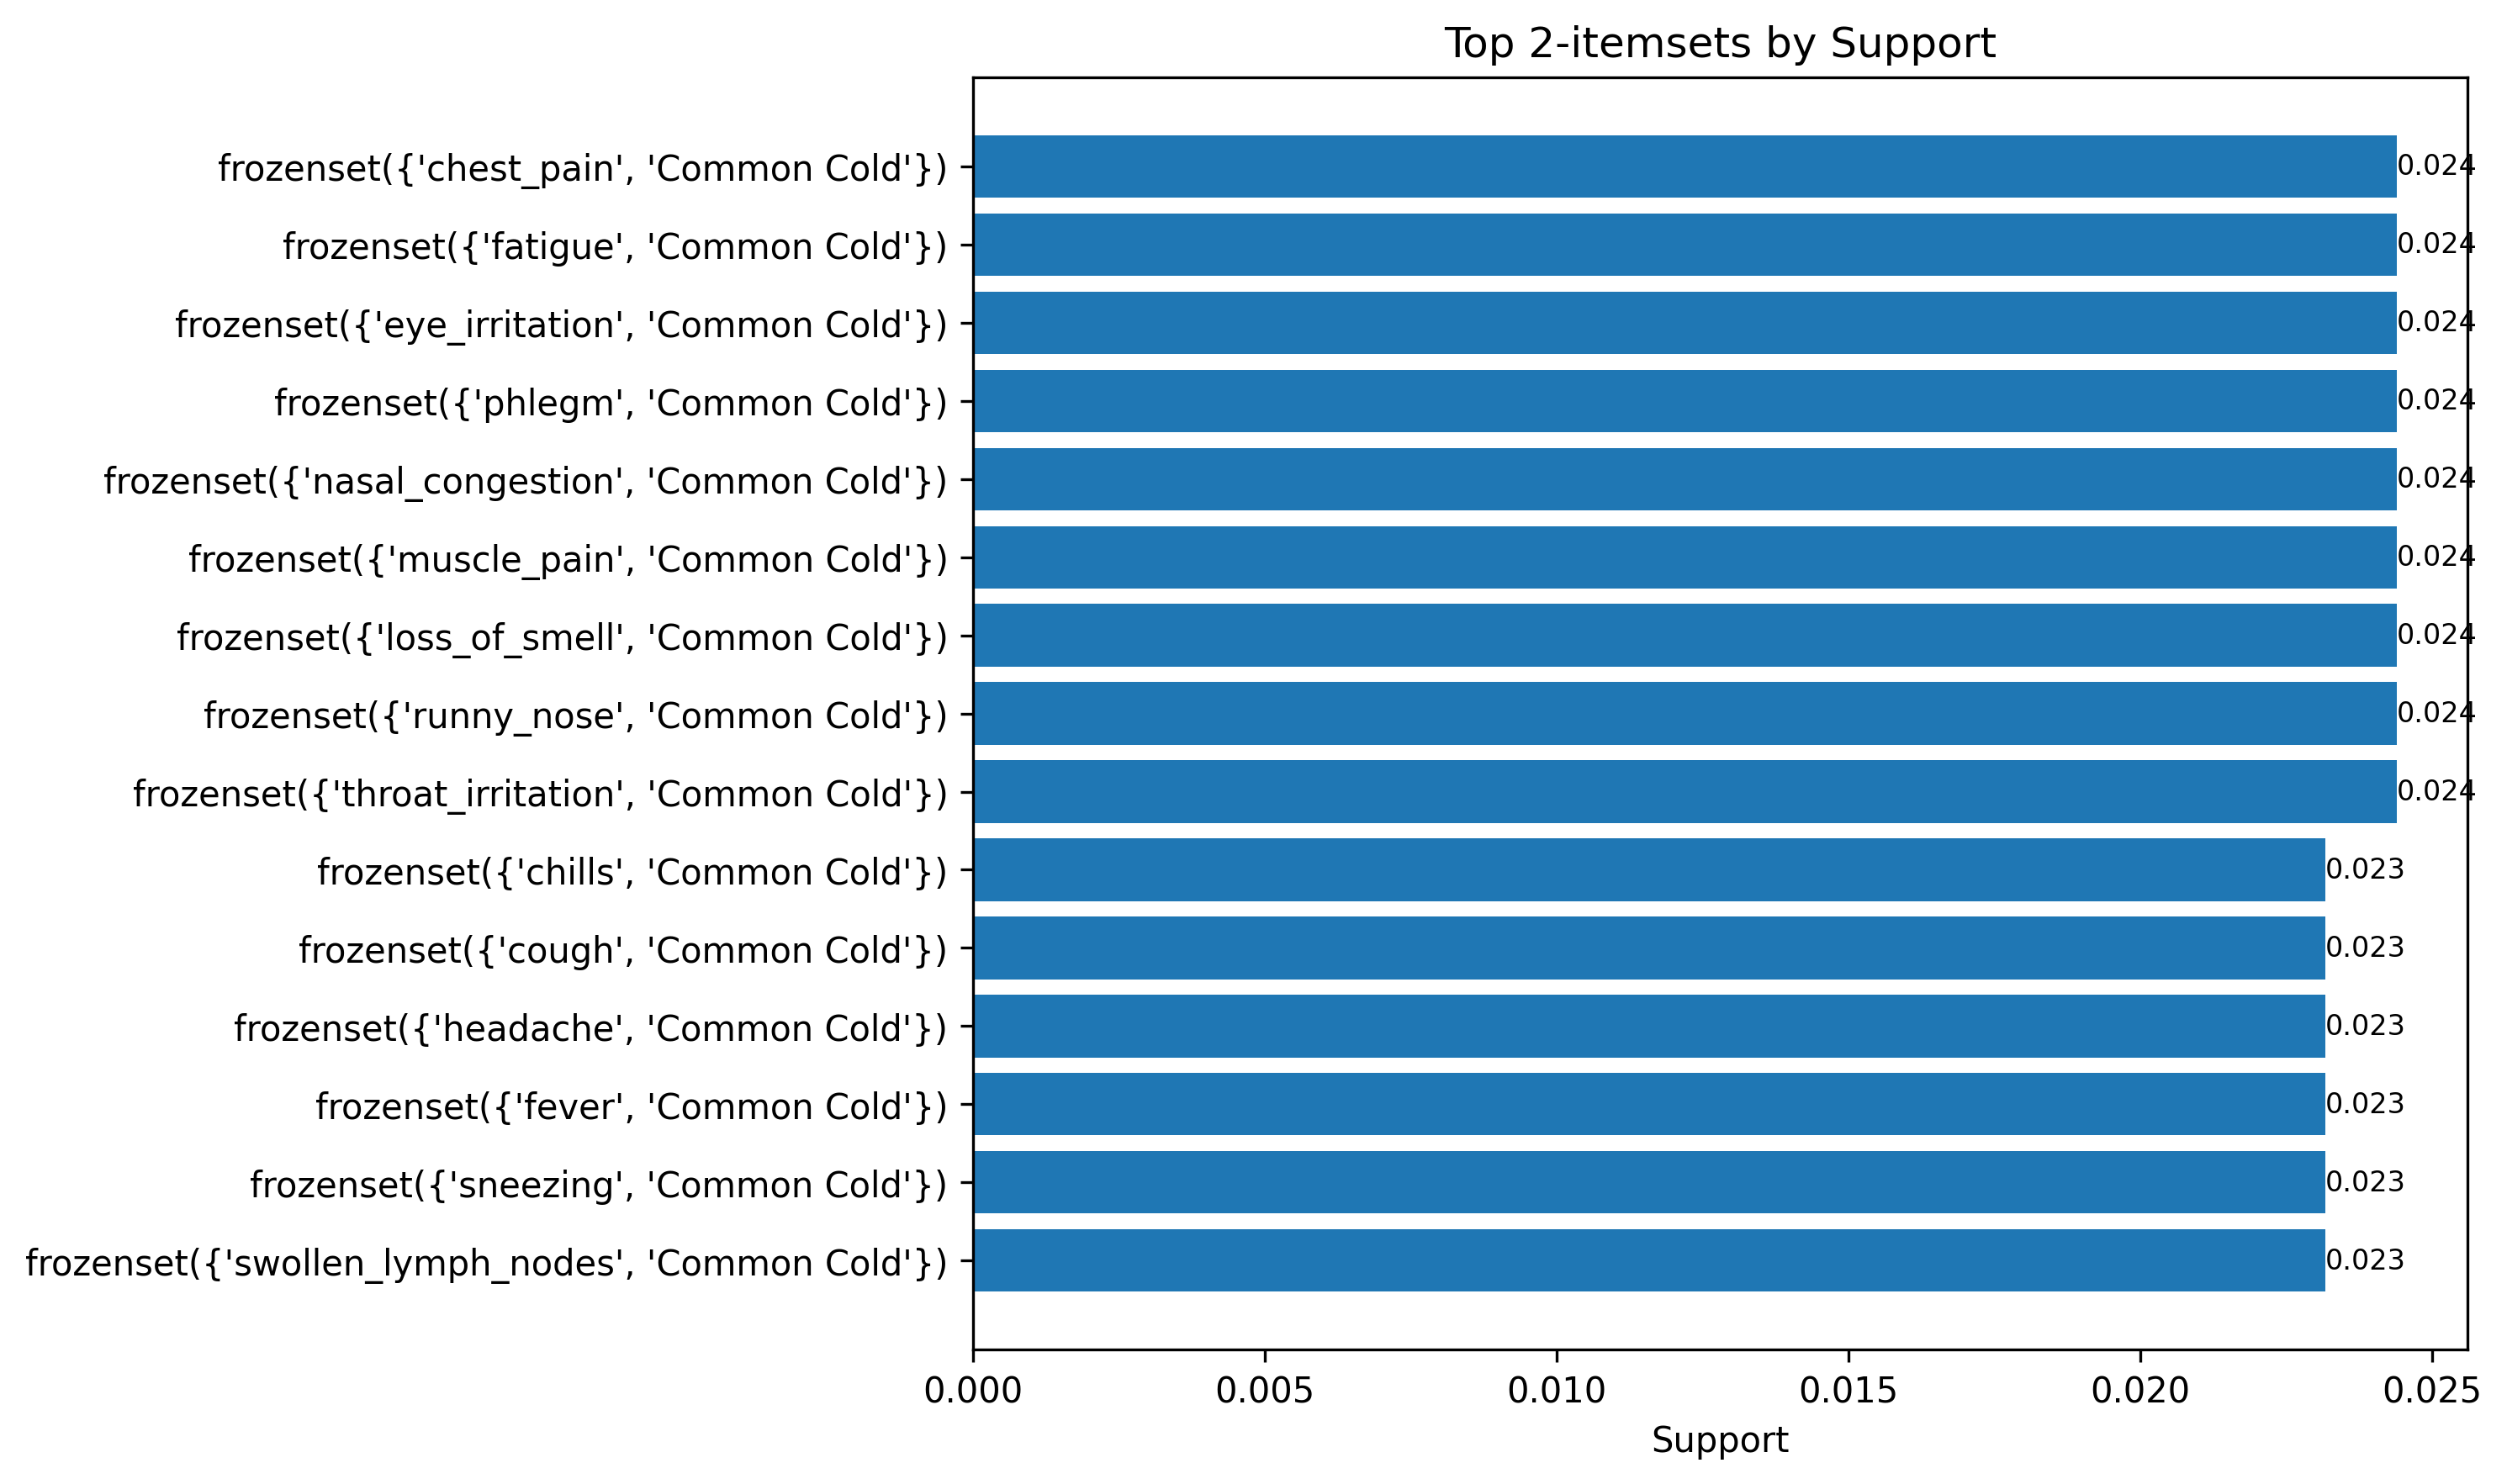 Top 2-itemsets by Support
frozenset({'chest_pain', 'Common Cold'}) 0.024
frozenset({'fatigue', 'Common Cold'}) 0.024
frozenset({'eye_irritation', 'Common Cold'}) 0.024
frozenset({'phlegm', 'Common Cold'}) 0.024
frozenset({'nasal_congestion', 'Common Cold'}) 0.024
frozenset({'muscle_pain', 'Common Cold'}) 0.024
frozenset({'loss_of_smell', 'Common Cold'}) 0.024
frozenset({'runny_nose', 'Common Cold'}) 0.024
frozenset({'throat_irritation', 'Common Cold'}) 0.024
frozenset({'chills', 'Common Cold'}) 0.023
frozenset({'cough', 'Common Cold'}) 0.023
frozenset({'headache', 'Common Cold'}) 0.023
frozenset({'fever', 'Common Cold'}) 0.023
frozenset({'sneezing', 'Common Cold'}) 0.023
frozenset({'swollen_lymph_nodes', 'Common Cold'}) 0.023
0.000 0.005 0.010 0.015 0.020 0.025
Support